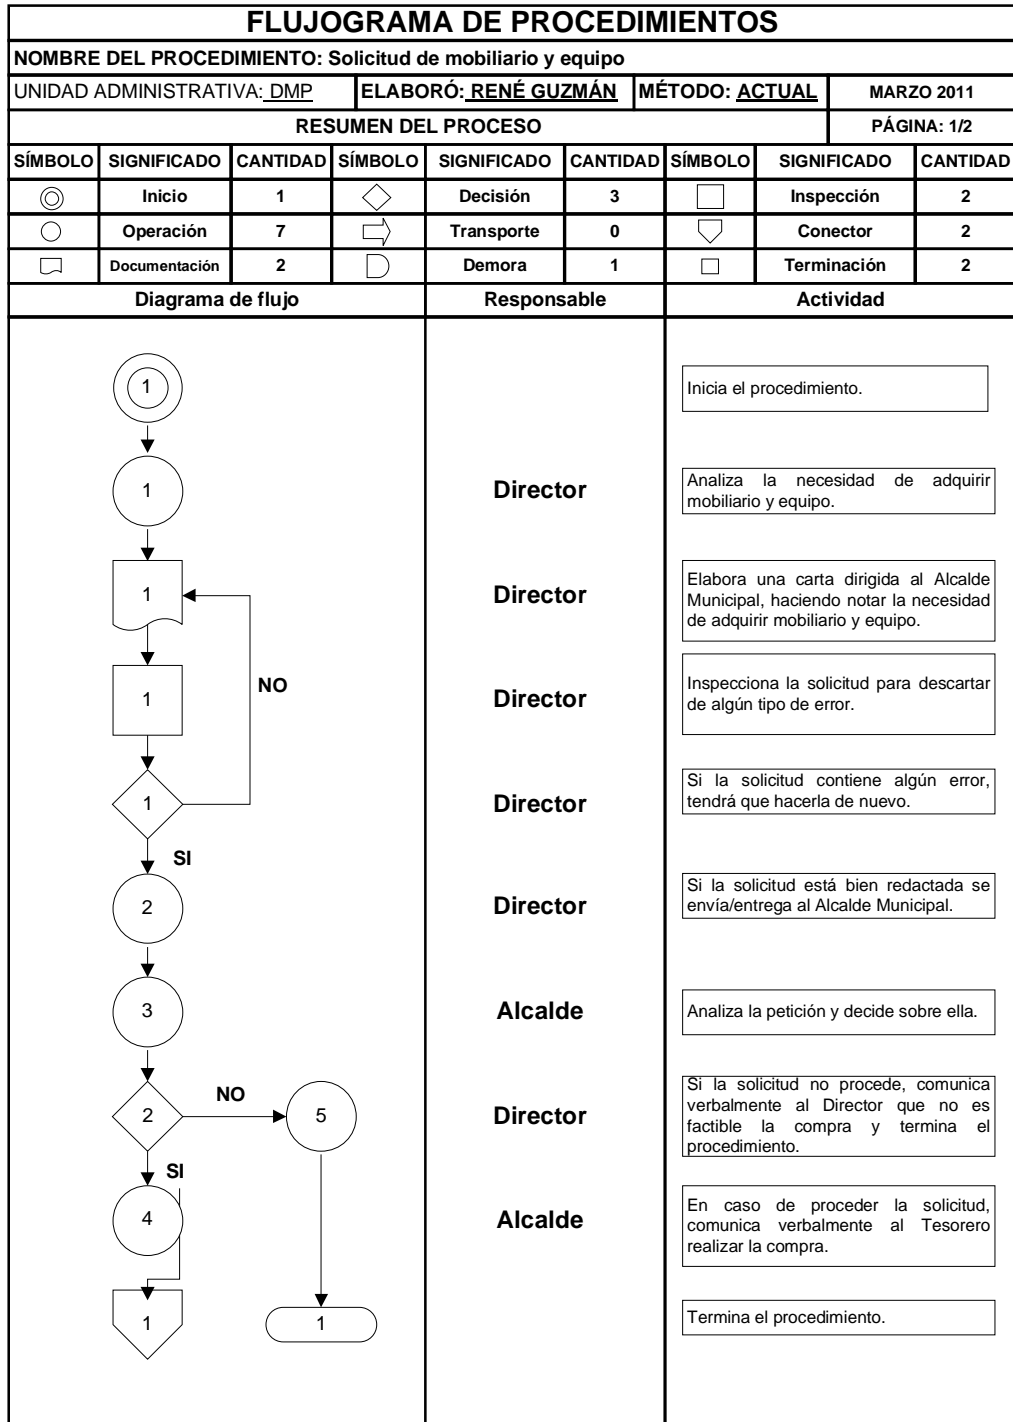 FLUJOGRAMA DE PROCEDIMIENTOS
NOMBRE DEL PROCEDIMIENTO: Solicitud de mobiliario y equipo
UNIDAD ADMINISTRATIVA: DMP ELABORÓ: RENÉ GUZMÁN MÉTODO: ACTUAL MARZO 2011
RESUMEN DEL PROCESO PÁGINA: 1/2
SÍMBOLO SIGNIFICADO CANTIDAD SÍMBOLO SIGNIFICADO CANTIDAD SÍMBOLO SIGNIFICADO CANTIDAD
Inicio 1 Decisión 3 Inspección 2
Operación 7 Transporte 0 Conector 2
Documentación 2 Demora 1 Terminación 2
Diagrama de flujo Responsable Actividad
1
Inicia el procedimiento.
1
Director
Analiza la necesidad de adquirir
mobiliario y equipo.
1
Director
Elabora una carta dirigida al Alcalde
Municipal, haciendo notar la necesidad
de adquirir mobiliario y equipo.
1
NO
Director
Inspecciona la solicitud para descartar
de algún tipo de error.
1
Director
Si la solicitud contiene algún error,
tendrá que hacerla de nuevo.
SI
2
Director
Si la solicitud está bien redactada se
envía/entrega al Alcalde Municipal.
3
Alcalde
Analiza la petición y decide sobre ella.
2
NO
5
Director
Si la solicitud no procede, comunica
verbalmente al Director que no es
factible la compra y termina el
procedimiento.
SI
4
Alcalde
En caso de proceder la solicitud,
comunica verbalmente al Tesorero
realizar la compra.
1
1
Termina el procedimiento.